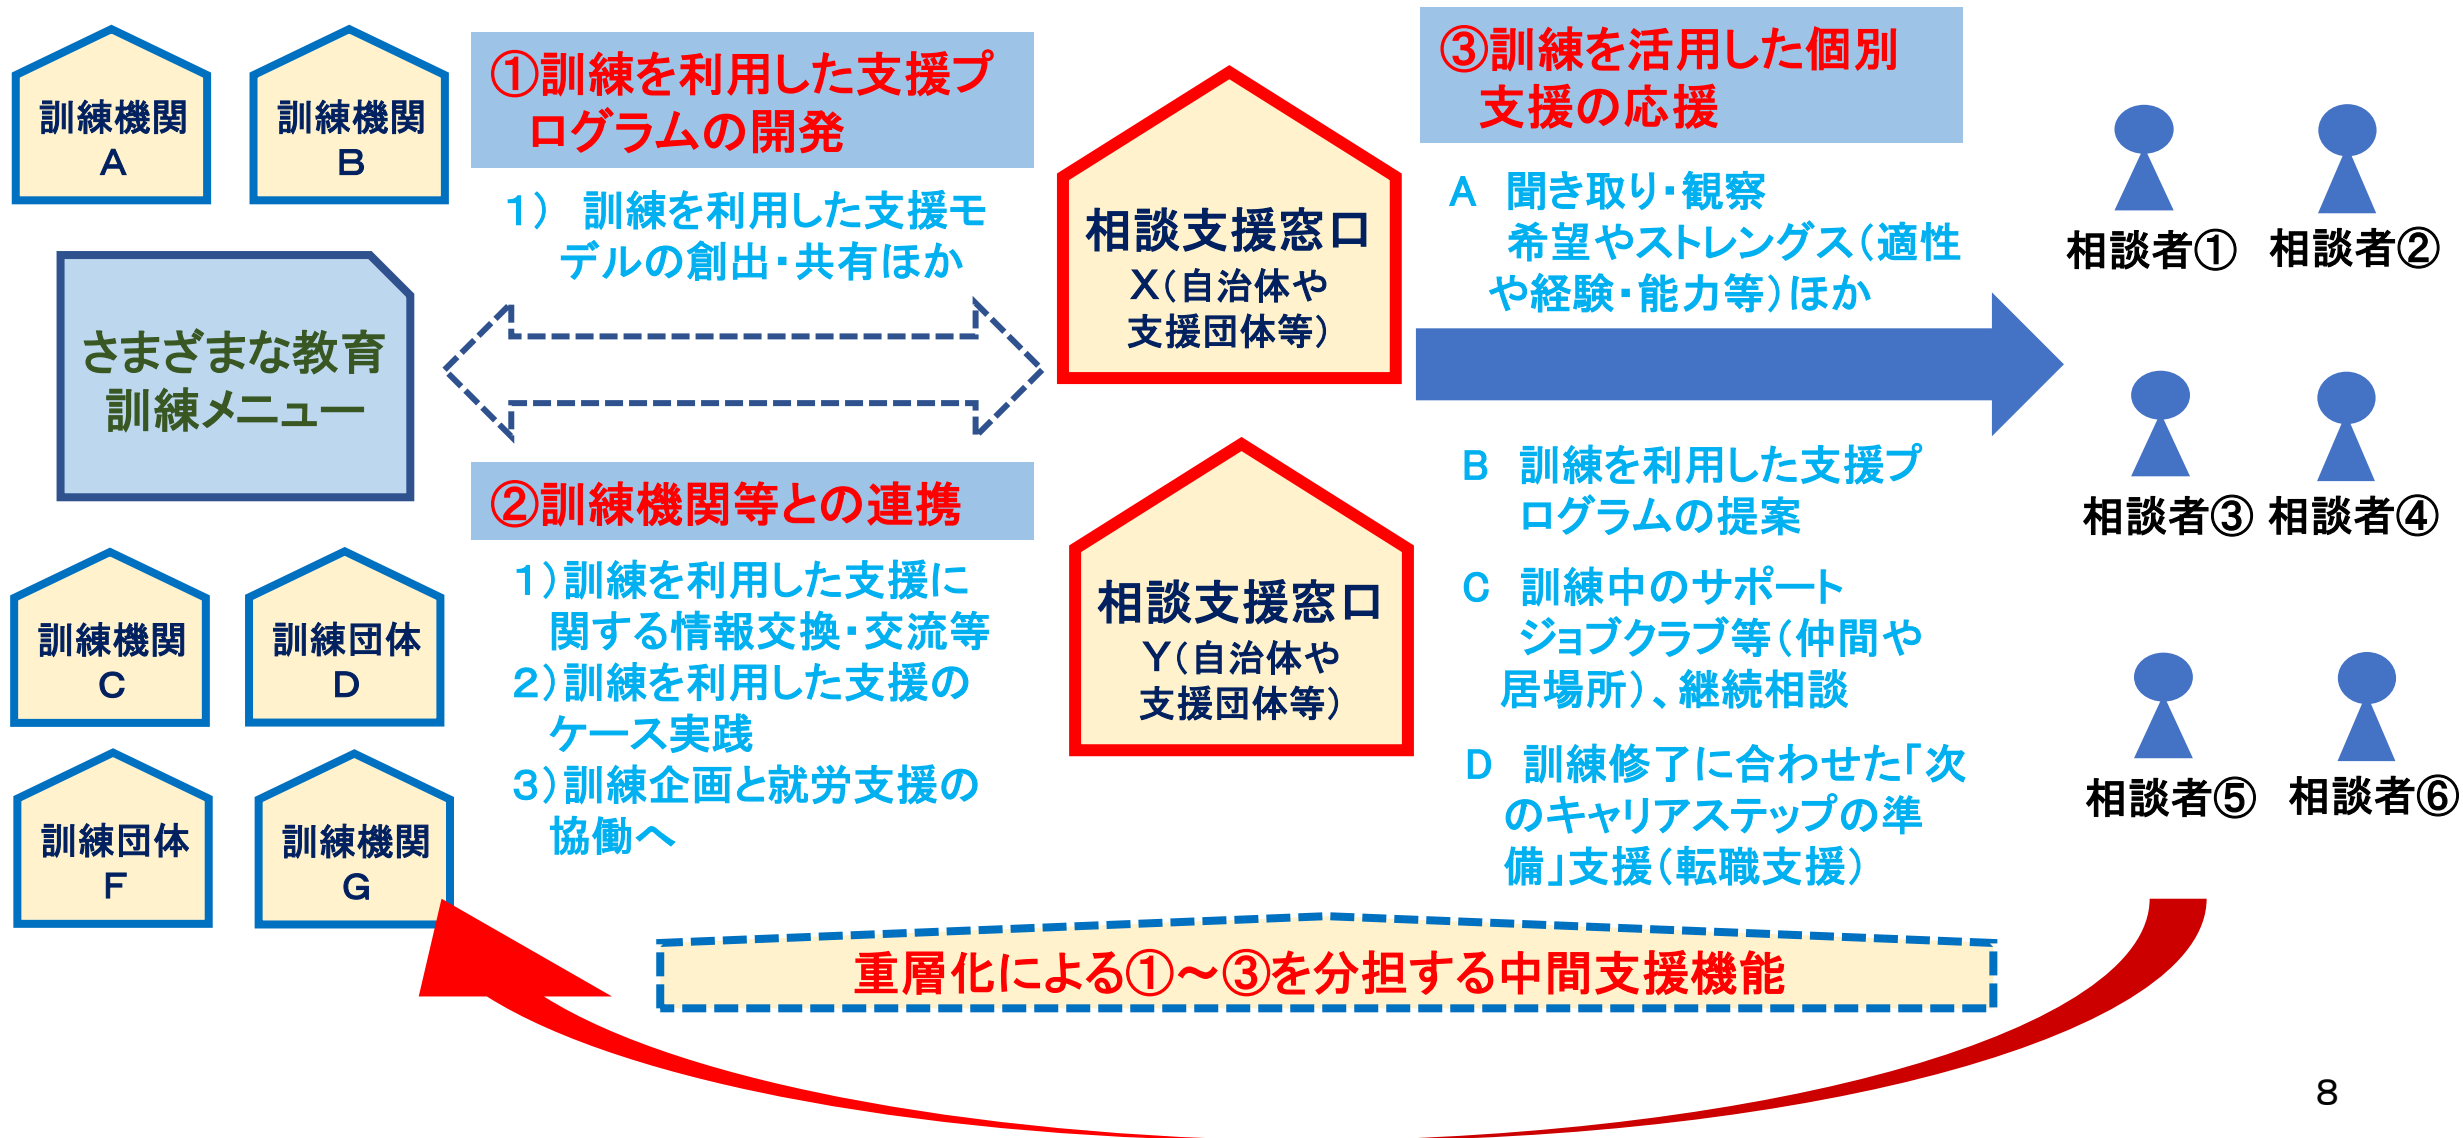 訓練機関
A
訓練機関
B
さまざまな教育
訓練メニュー
訓練機関
C
訓練団体
D
訓練団体
F
訓練機関
G
①訓練を利用した支援プ
ログラムの開発
1） 訓練を利用した支援モ
デルの創出・共有ほか
②訓練機関等との連携
1）訓練を利用した支援に
関する情報交換・交流等
2）訓練を利用した支援の
ケース実践
3）訓練企画と就労支援の
協働へ
相談支援窓口
X（自治体や
支援団体等）
相談支援窓口
Y（自治体や
支援団体等）
③訓練を活用した個別
支援の応援
A 聞き取り・観察
希望やストレングス（適性
や経験・能力等）ほか
B 訓練を利用した支援プ
ログラムの提案
C 訓練中のサポート
ジョブクラブ等（仲間や
居場所）、継続相談
D 訓練修了に合わせた「次
のキャリアステップの準
備」支援（転職支援）
相談者①
相談者②
相談者③
相談者④
相談者⑤
相談者⑥
重層化による①～③を分担する中間支援機能
8